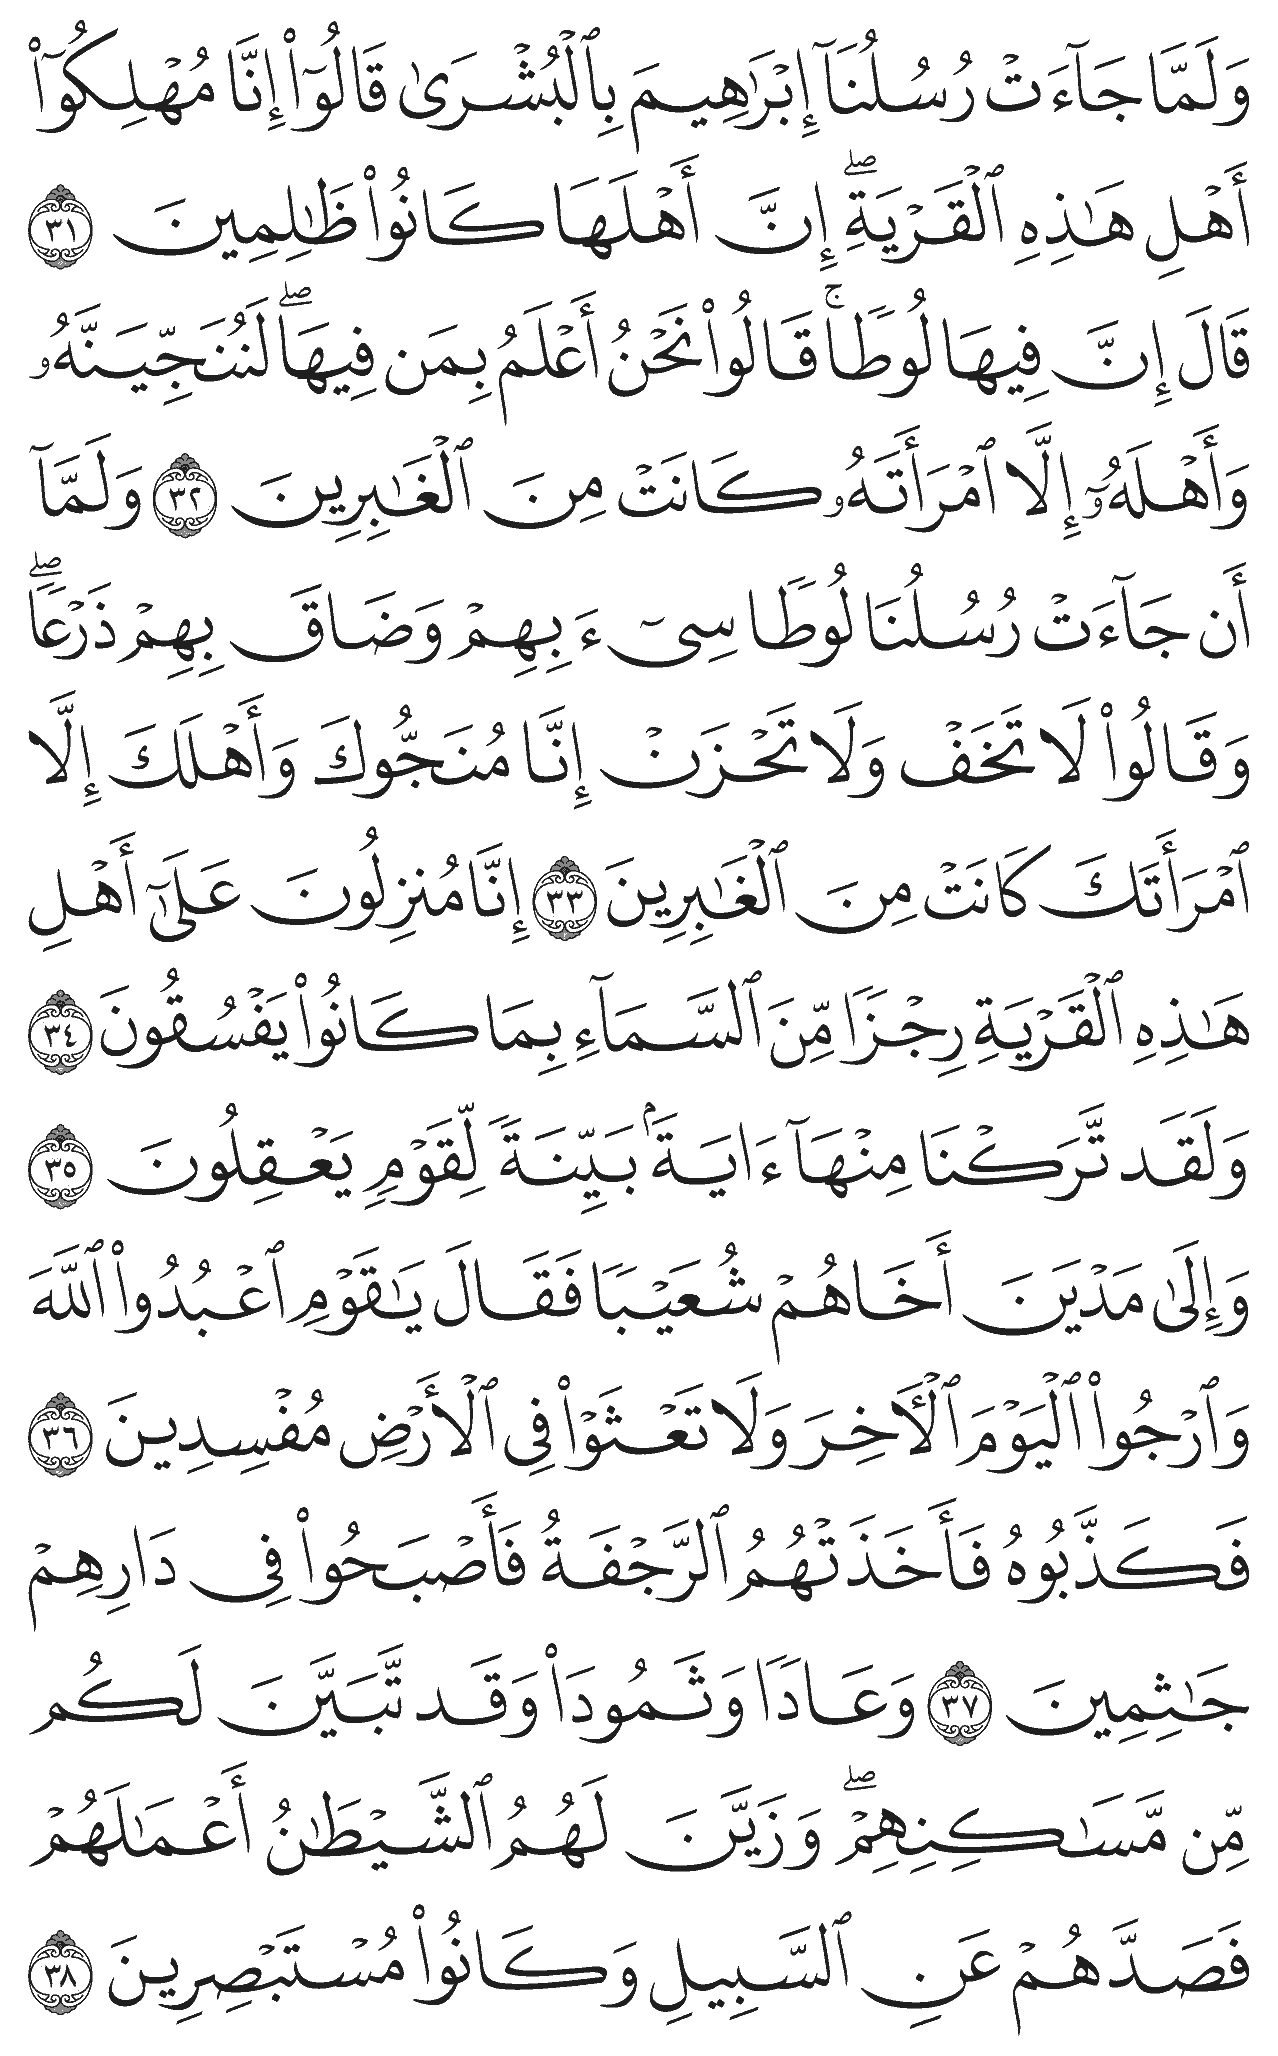 وَلَمَّا جَآءَتْ رُسُلُنَآ إِبْرَٰهِيمَ بِٱلْبُشْرَىٰ قَالُوٓا۟ إِنَّا مُهْلِكُوٓا۟
أَهْلِ هَـٰذِهِ ٱلْقَرْيَةِ ۖ إِنَّ أَهْلَهَا كَانُوا۟ ظَـٰلِمِينَ ٣١
قَالَ إِنَّ فِيهَا لُوطًا ۚ قَالُوا۟ نَحْنُ أَعْلَمُ بِمَن فِيهَا ۖ لَنُنَجِّيَنَّهُۥ
وَأَهْلَهُۥٓ إِلَّا ٱمْرَأَتَهُۥ كَانَتْ مِنَ ٱلْغَـٰبِرِينَ ٣٢ وَلَمَّآ
أَن جَآءَتْ رُسُلُنَا لُوطًا سِىٓءَ بِهِمْ وَضَاقَ بِهِمْ ذَرْعًا ۖ
وَقَالُوا۟ لَا تَخَفْ وَلَا تَحْزَنْ إِنَّا مُنَجُّوكَ وَأَهْلَكَ إِلَّا
ٱمْرَأَتَكَ كَانَتْ مِنَ ٱلْغَـٰبِرِينَ ٣٣ إِنَّا مُنزِلُونَ عَلَىٰٓ أَهْلِ
هَـٰذِهِ ٱلْقَرْيَةِ رِجْزًا مِّنَ ٱلسَّمَآءِ بِمَا كَانُوا۟ يَفْسُقُونَ ٣٤
وَلَقَد تَّرَكْنَا مِنْهَآ ءَايَةًۢ بَيِّنَةً لِّقَوْمٍ يَعْقِلُونَ ٣٥
وَإِلَىٰ مَدْيَنَ أَخَاهُمْ شُعَيْبًا فَقَالَ يَـٰقَوْمِ ٱعْبُدُوا۟ ٱللَّهَ
وَٱرْجُوا۟ ٱلْيَوْمَ ٱلْـَٔاخِرَ وَلَا تَعْثَوْا۟ فِى ٱلْأَرْضِ مُفْسِدِينَ ٣٦
فَكَذَّبُوهُ فَأَخَذَتْهُمُ ٱلرَّجْفَةُ فَأَصْبَحُوا۟ فِى دَارِهِمْ
جَـٰثِمِينَ ٣٧ وَعَادًا وَثَمُودَا۟ وَقَد تَّبَيَّنَ لَكُم
مِّن مَّسَـٰكِنِهِمْ ۖ وَزَيَّنَ لَهُمُ ٱلشَّيْطَـٰنُ أَعْمَـٰلَهُمْ
فَصَدَّهُمْ عَنِ ٱلسَّبِيلِ وَكَانُوا۟ مُسْتَبْصِرِينَ ٣٨